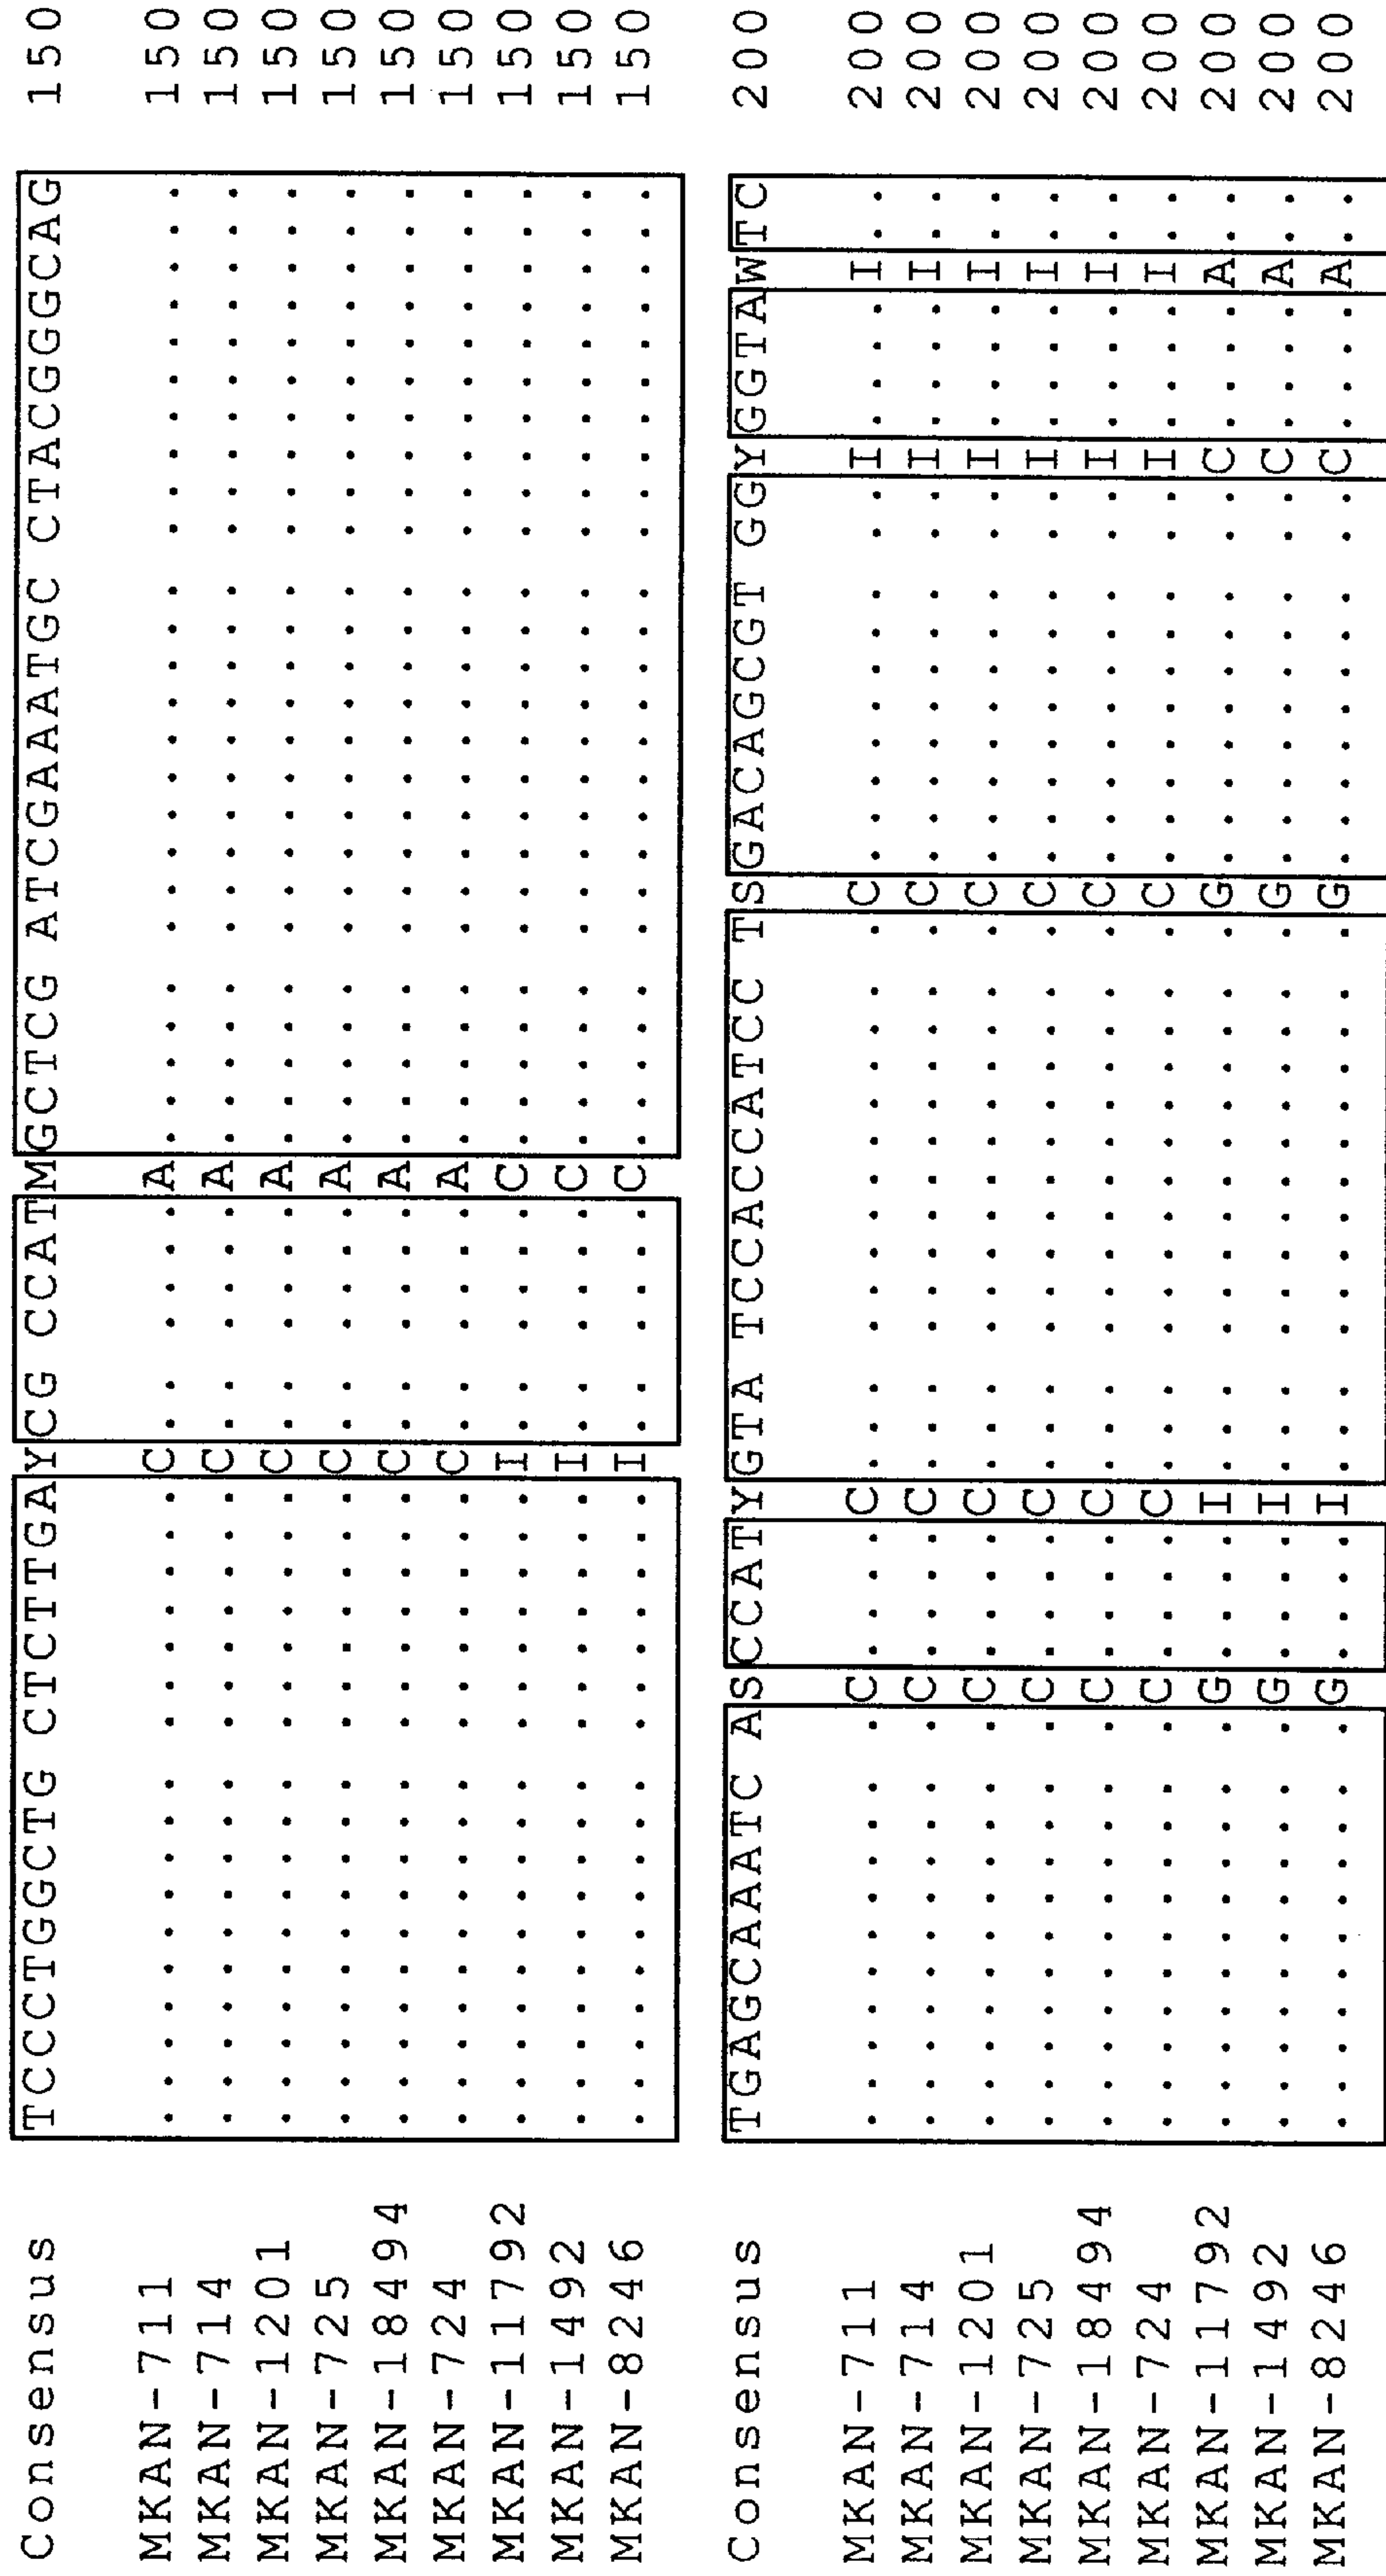 Consensus TCCCTGGCTG CTCTTGAYCG CCATMGCTCG ATCGAAATGC CTACGGGCAG 150
MKAN-711 .......... .......C.. ....A..... .......... .......... 150
MKAN-714 .......... .......C.. ....A..... .......... .......... 150
MKAN-1201 .......... .......C.. ....A..... .......... .......... 150
MKAN-725 .......... .......C.. ....A..... .......... .......... 150
MKAN-18494 .......... .......C.. ....A..... .......... .......... 150
MKAN-724 .......... .......C.. ....A..... .......... .......... 150
MKAN-11792 .......... .......I.. ....C..... .......... .......... 150
MKAN-1492 .......... .......I.. ....C..... .......... .......... 150
MKAN-8246 .......... .......I.. ....C..... .......... .......... 150
Consensus TGAGCAAATC ASCCATYGTA TCCACCATCC TSGACAGCGT GGYGGTAWTC 200
MKAN-711 .......... .C....C... .......... .C........ ..I....I.. 200
MKAN-714 .......... .C....C... .......... .C........ ..I....I.. 200
MKAN-1201 .......... .C....C... .......... .C........ ..I....I.. 200
MKAN-725 .......... .C....C... .......... .C........ ..I....I.. 200
MKAN-18494 .......... .C....C... .......... .C........ ..I....I.. 200
MKAN-724 .......... .C....C... .......... .C........ ..I....I.. 200
MKAN-11792 .......... .G....I... .......... .G........ ..C....A.. 200
MKAN-1492 .......... .G....I... .......... .G........ ..C....A.. 200
MKAN-8246 .......... .G....I... .......... .G........ ..C....A.. 200